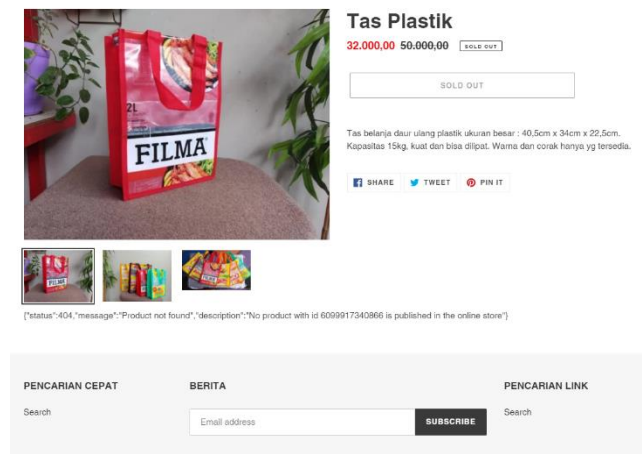 Tas Plastik
32.000,00 50.000,00 SOLD OUT
SOLD OUT
2L
FILMA
Tas belanja daur ulang plastik ukuran besar : 40,5cm x 34cm x 22,5cm.
Kapasitas 15kg, kuat dan bisa dilipat. Warna dan corak hanya yg tersedia.
SHARE TWEET PIN IT
FILMA
FILMA
{"status":404,"message":"Product not found","description":"No product with id 6099917340866 is published in the online store"}
PENCARIAN CEPAT
Search
BERITA
Email address SUBSCRIBE
PENCARIAN LINK
Search